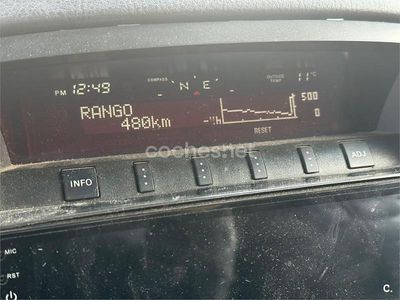 PM 12:49
COMPASS
N E
OUTSIDE TEMP
11°C
RANGO
480km
500
0
RESET
coches.net
INFO
ADJ
MIC
RST
C.